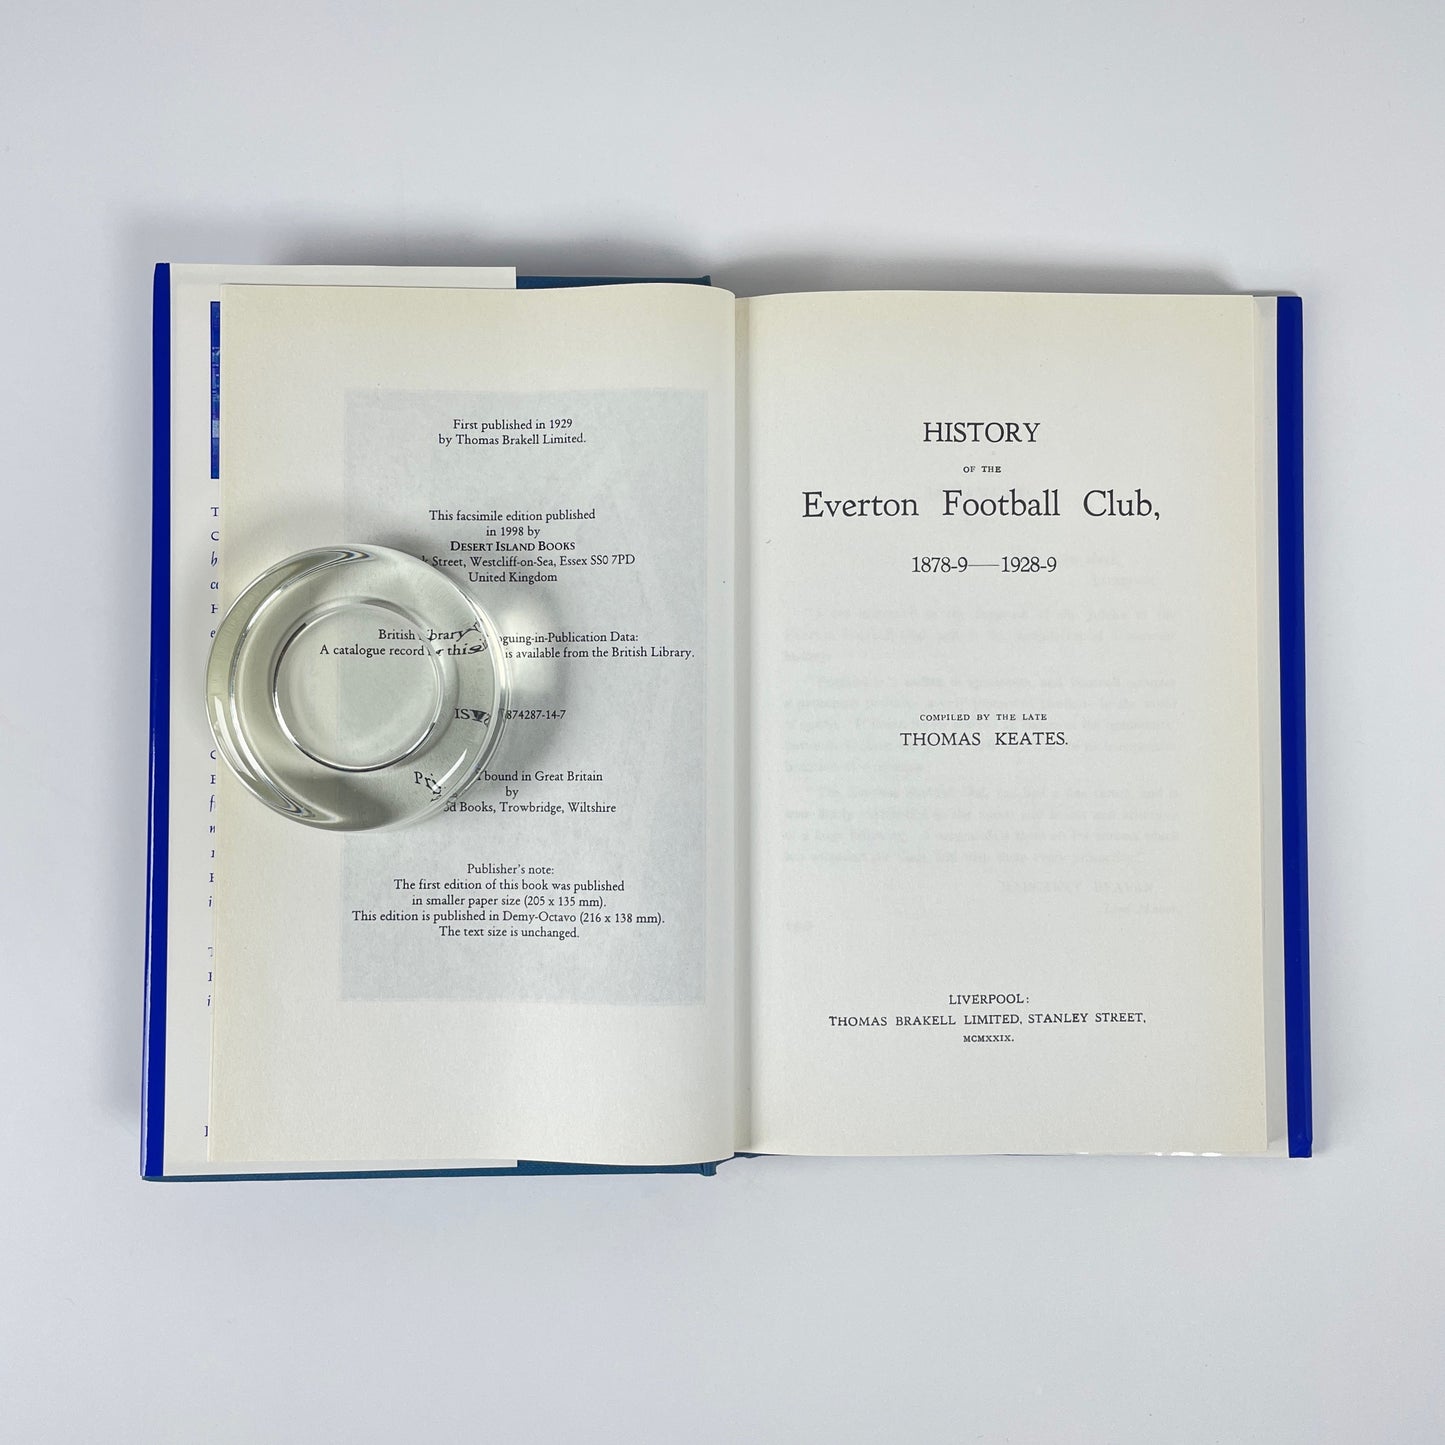 First published in 1929
by Thomas Brakell Limited.
This facsimile edition published
in 1998 by
DESERT ISLAND BOOKS
Street, Westcliff-on-Sea, Essex SS0 7PD
United Kingdom
British Library
-in-Publication Data:
A catalogue record this is available from the British Library.
874287-14-7
bound in Great Britain
by
Books, Trowbridge, Wiltshire
Publisher's note:
The first edition of this book was published
in smaller paper size (205 x 135 mm).
This edition is published in Demy-Octavo (216 x 138 mm).
The text size is unchanged.
HISTORY
OF THE
Everton Football Club,
1878-9—1928-9
COMPILED BY THE LATE
THOMAS KEATES.
LIVERPOOL:
THOMAS BRAKELL LIMITED, STANLEY STREET,
MCMXXIX.